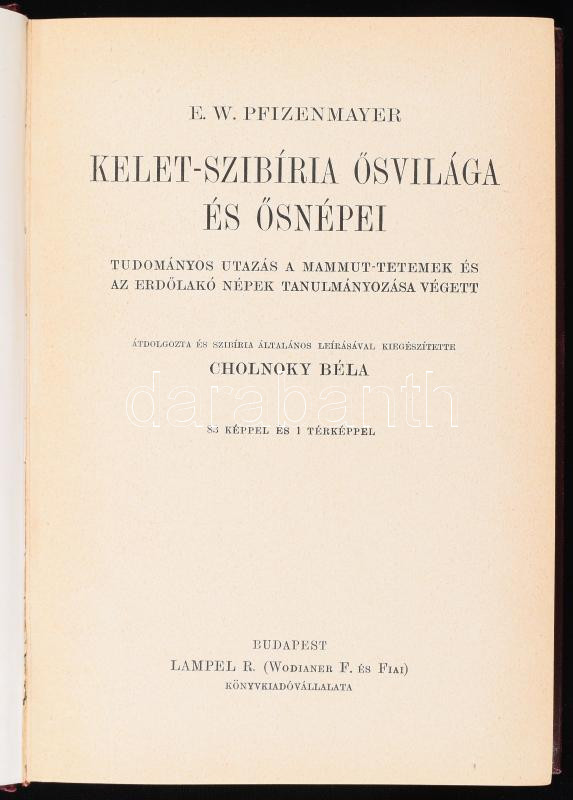 E. W. PFIZENMAYER
KELET-SZIBÍRIA ŐSVILÁGA
ÉS ŐSNÉPEI
TUDOMÁNYOS UTAZÁS A MAMMUT-TETEMEK ÉS
AZ ERDŐLAKÓ NÉPEK TANULMÁNYOZÁSA VÉGETT
ÁTDOLGOZTA ÉS SZIBÍRIA ÁLTALÁNOS LEÍRÁSÁVAL KIEGÉSZÍTETTE
CHOLNOKY BÉLA
darabanth
KÉPPEL ÉS 1 TÉRKÉPPEL
BUDAPEST
LAMPEL R. (WODIANER F. ÉS FIAI)
KÖNYVKIADÓVÁLLALATA